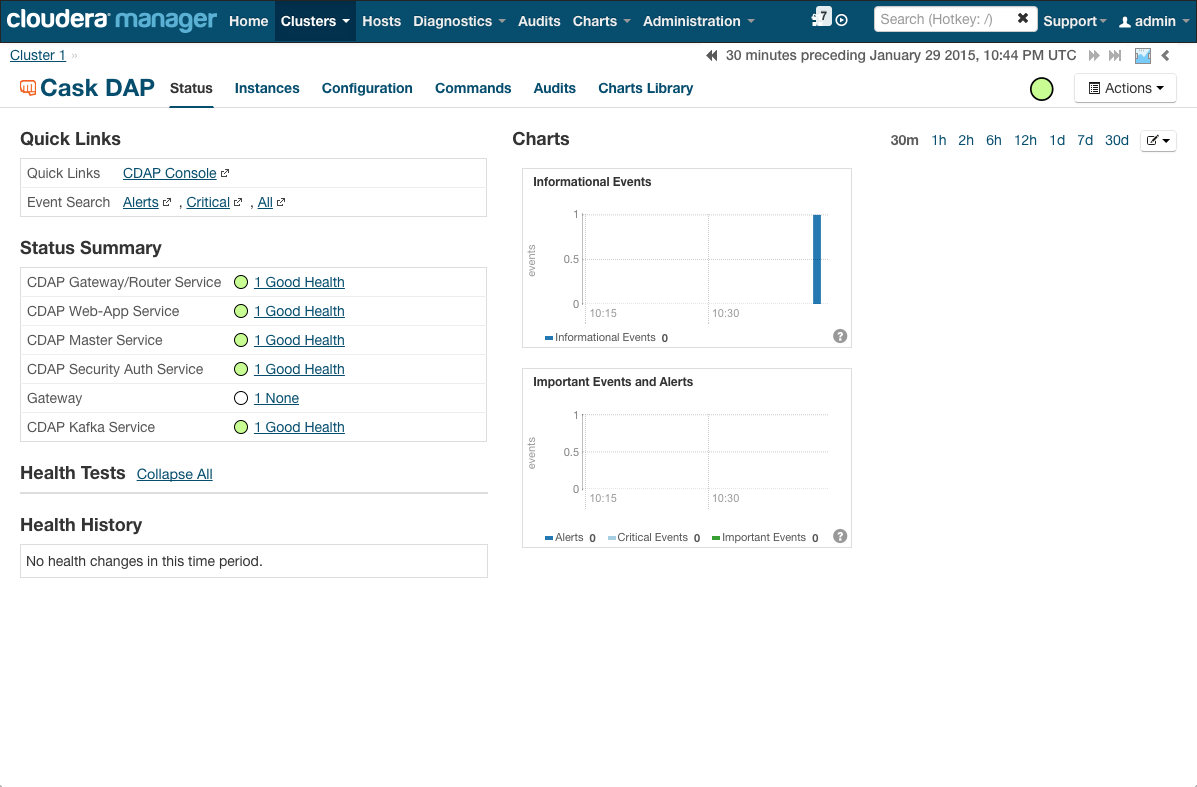 cloudera manager Home Clusters Hosts Diagnostics Audits Charts Administration 7 Search (Hotkey: /) Support admin
Cluster 1 » 30 minutes preceding January 29 2015, 10:44 PM UTC
Cask DAP Status Instances Configuration Commands Audits Charts Library Actions
Quick Links
Quick Links CDAP Console
Event Search Alerts , Critical , All
Status Summary
CDAP Gateway/Router Service 1 Good Health
CDAP Web-App Service 1 Good Health
CDAP Master Service 1 Good Health
CDAP Security Auth Service 1 Good Health
Gateway 1 None
CDAP Kafka Service 1 Good Health
Health Tests Collapse All
Health History
No health changes in this time period.
Charts 30m 1h 2h 6h 12h 1d 7d 30d
Informational Events
events
1
0.5
0
10:15 10:30
Informational Events 0 ?
Important Events and Alerts
events
1
0.5
0
10:15 10:30
Alerts 0 Critical Events 0 Important Events 0 ?